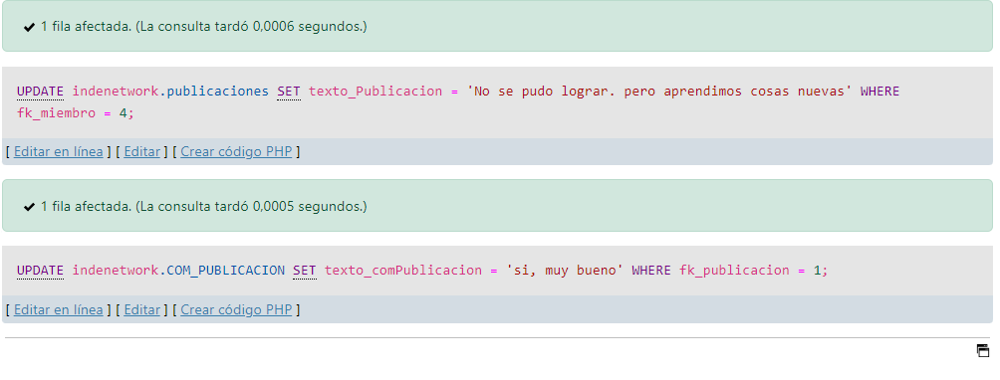 1 fila afectada. (La consulta tardó 0,0006 segundos.)
UPDATE indenetwork.publicaciones SET texto_Publicacion = 'No se pudo lograr. pero aprendimos cosas nuevas' WHERE
fk_miembro = 4;
[ Editar en línea ] [ Editar ] [ Crear código PHP ]
1 fila afectada. (La consulta tardó 0,0005 segundos.)
UPDATE indenetwork.COM_PUBLICACION SET texto_comPublicacion = 'si, muy bueno' WHERE fk_publicacion = 1;
[ Editar en línea ] [ Editar ] [ Crear código PHP ]